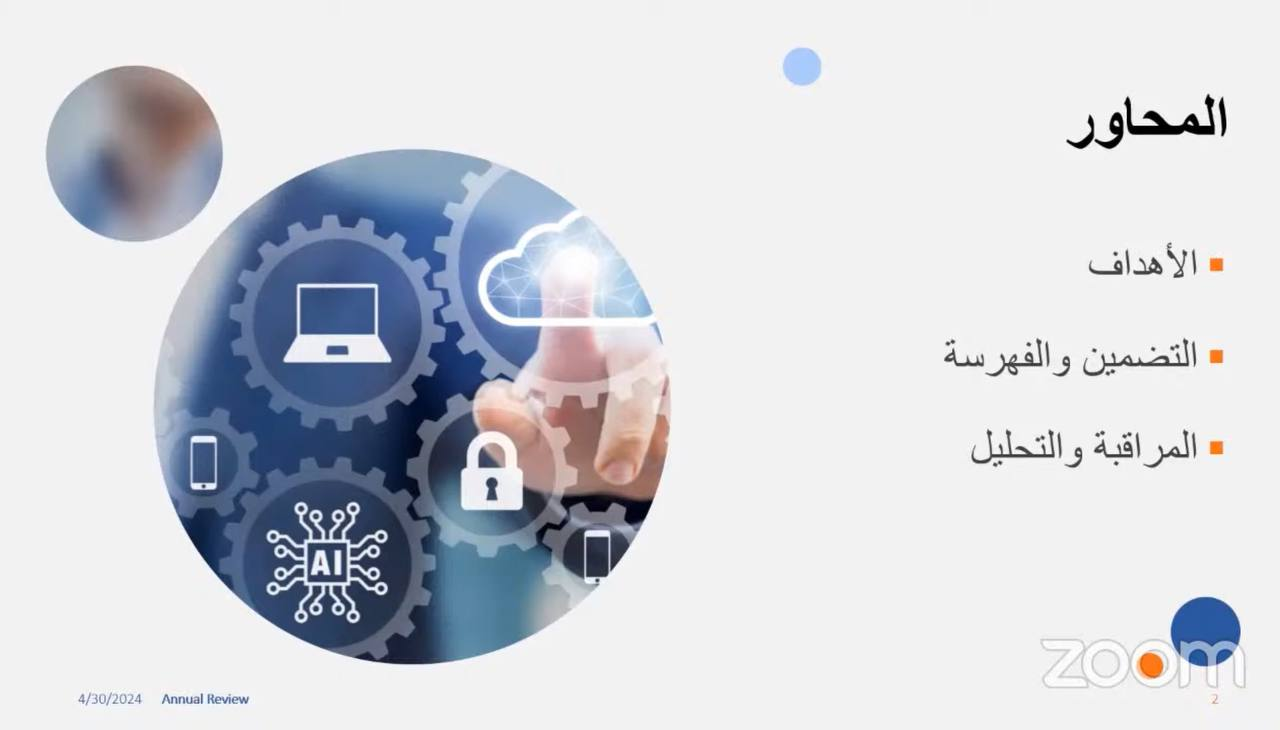 المحاور
الأهداف
التضمين والفهرسة
المراقبة والتحليل
AI
zoom
4/30/2024 Annual Review
2